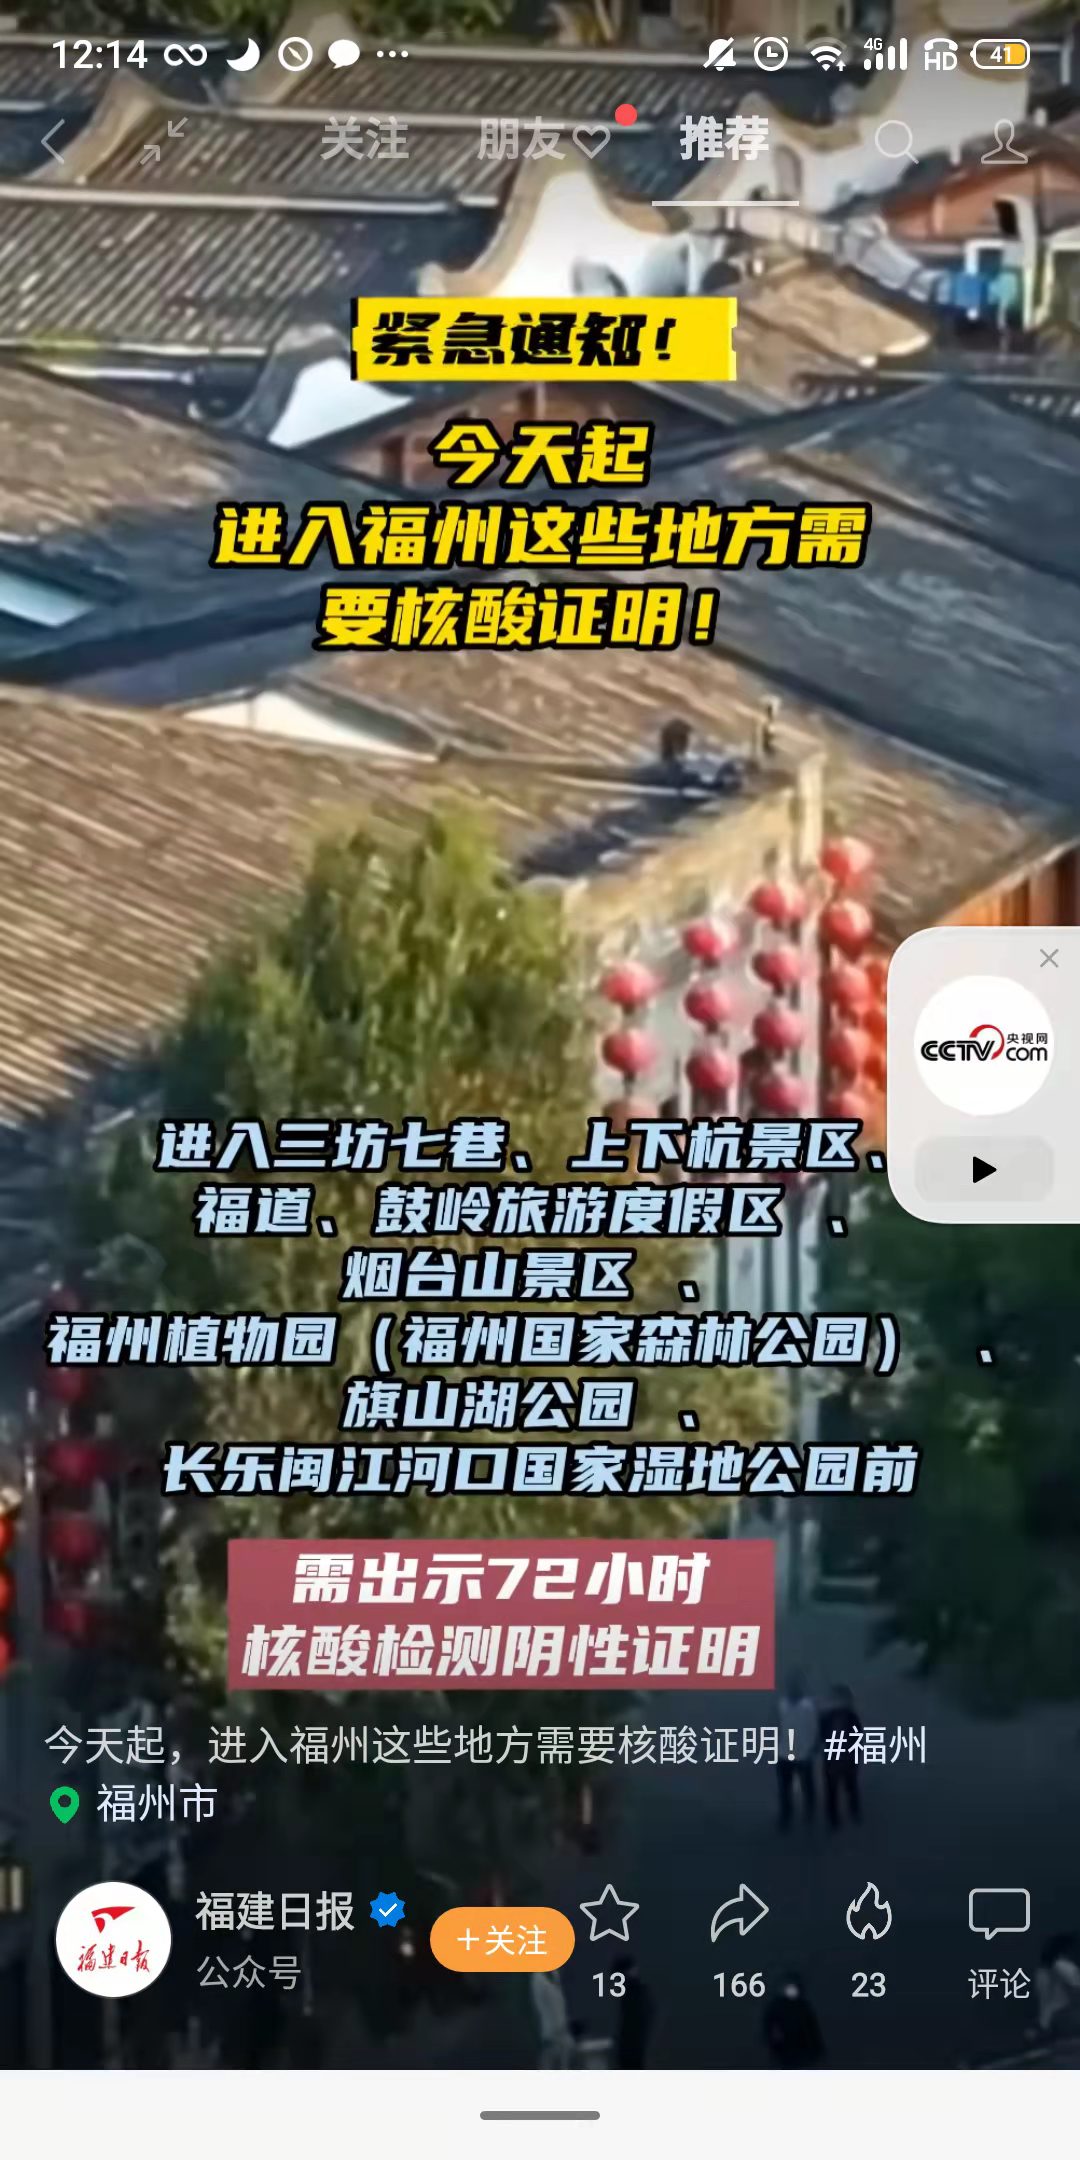 12:14
4G
HD
41
关注 朋友 推荐
紧急通知！
今天起
进入福州这些地方需
要核酸证明！
CCTV 央视网
com
进入三坊七巷、上下杭景区、
福道、鼓岭旅游度假区 、
烟台山景区 、
福州植物园（福州国家森林公园） 、
旗山湖公园 、
长乐闽江河口国家湿地公园前
需出示72小时
核酸检测阴性证明
今天起，进入福州这些地方需要核酸证明！#福州
福州市
福建日报
福建日报
公众号
+关注
13
166
23
评论